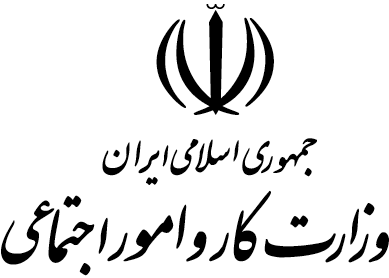 جمهوری اسلامی ایران
وزارت کار و امور اجتماعی